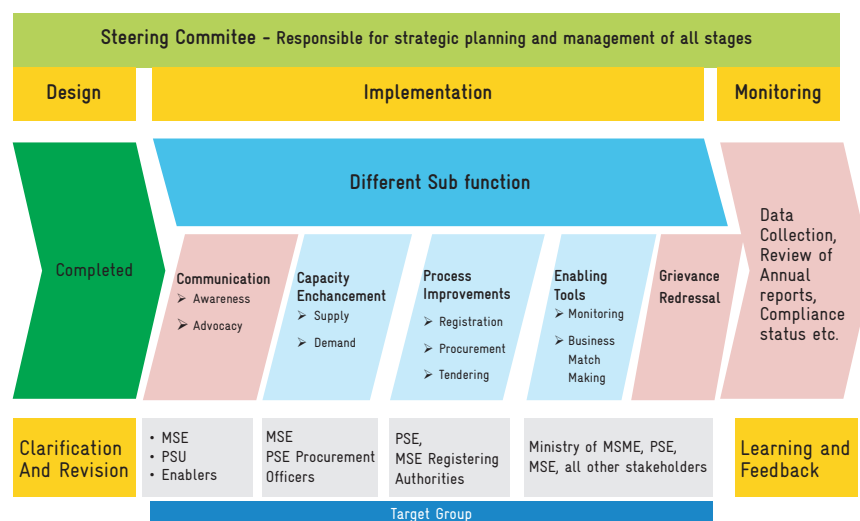 Steering Commitee - Responsible for strategic planning and management of all stages
Design
Implementation
Monitoring
Different Sub function
Completed
Communication
➢ Awareness
➢ Advocacy
Capacity
Enchancement
➢ Supply
➢ Demand
Process
Improvements
➢ Registration
➢ Procurement
➢ Tendering
Enabling
Tools
➢ Monitoring
➢ Business
Match
Making
Grievance
Redressal
Data
Collection,
Review of
Annual
reports,
Compliance
status etc.
Clarification
And Revision
• MSE
• PSU
• Enablers
MSE
PSE Procurement
Officers
PSE,
MSE Registering
Authorities
Ministry of MSME, PSE,
MSE, all other stakeholders
Learning and
Feedback
Target Group